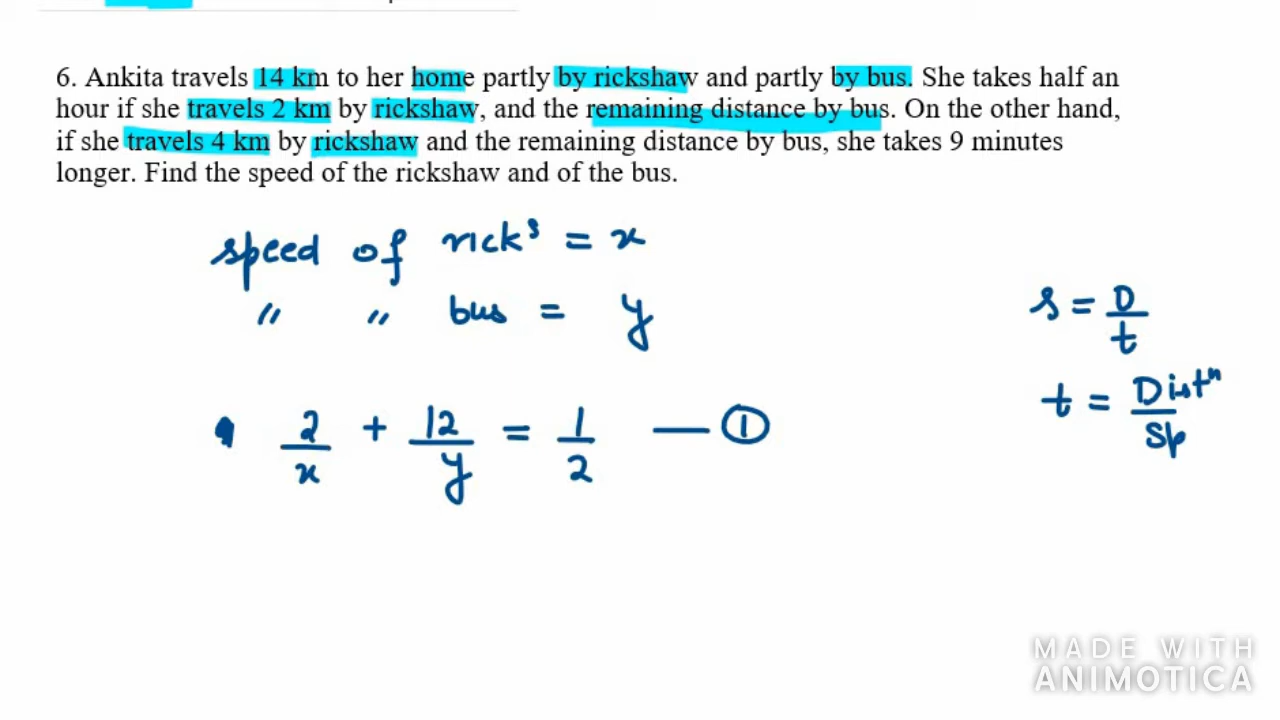 6. Ankita travels 14 km to her home partly by rickshaw and partly by bus. She takes half an
hour if she travels 2 km by rickshaw, and the remaining distance by bus. On the other hand,
if she travels 4 km by rickshaw and the remaining distance by bus, she takes 9 minutes
longer. Find the speed of the rickshaw and of the bus.
speed of ricks = x
" " bus = y
s = D/t
t = Distn/Sp
2/x + 12/y = 1/2 — ①
MADE WITH
ANIMOTICA